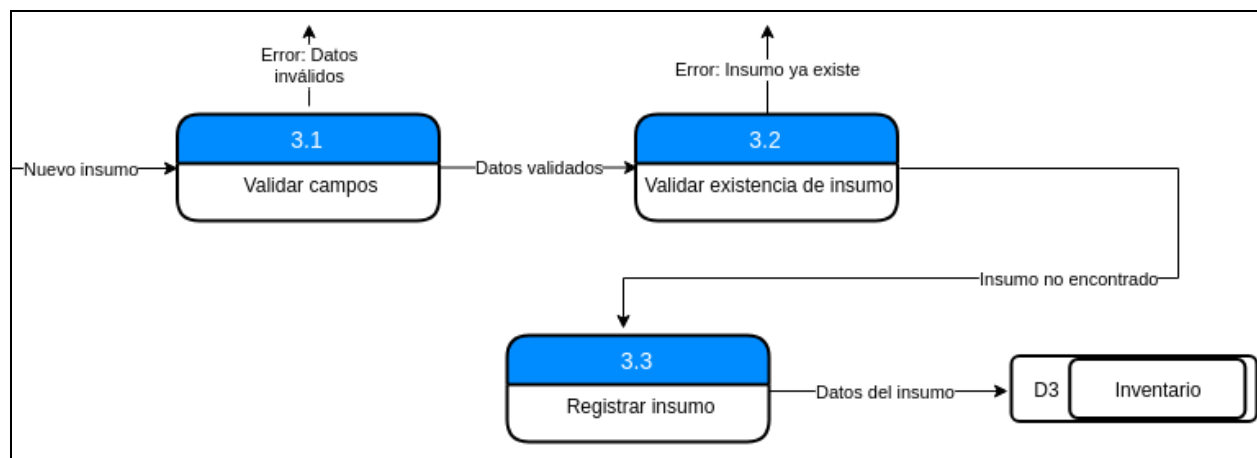 Error: Datos
inválidos
Error: Insumo ya existe
3.1
3.2
Nuevo insumo
Validar campos
Datos validados
Validar existencia de insumo
Insumo no encontrado
3.3
Registrar insumo
Datos del insumo
D3
Inventario